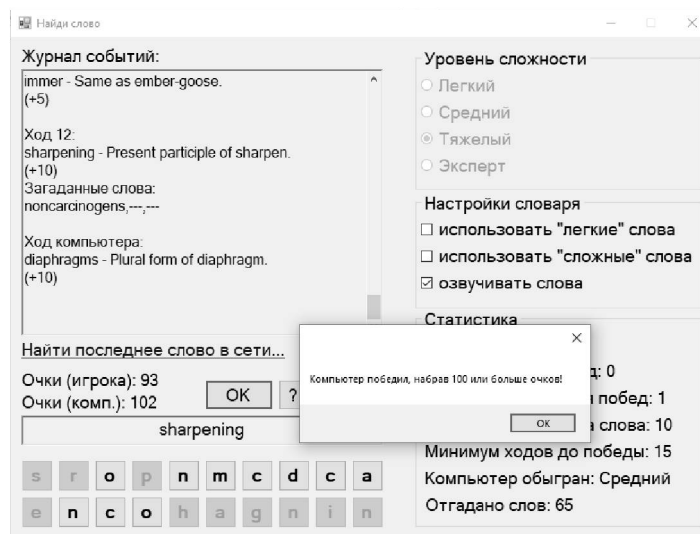 Найди слово
Журнал событий:
immer - Same as ember-goose.
(+5)
Ход 12:
sharpening - Present participle of sharpen.
(+10)
Загаданные слова:
noncarcinogens,---,---
Ход компьютера:
diaphragms - Plural form of diaphragm.
(+10)
Найти последнее слово в сети...
Очки (игрока): 93
Очки (комп.): 102
OK
?
sharpening
s r o p n m c d c a
e n c o h a g n i n
Уровень сложности
Легкий
Средний
Тяжелый
Эксперт
Настройки словаря
использовать "легкие" слова
использовать "сложные" слова
озвучивать слова
Статистика
Компьютер победил, набрав 100 или больше очков!
ОК
: 0
побед: 1
слова: 10
Минимум ходов до победы: 15
Компьютер обыгран: Средний
Отгадано слов: 65